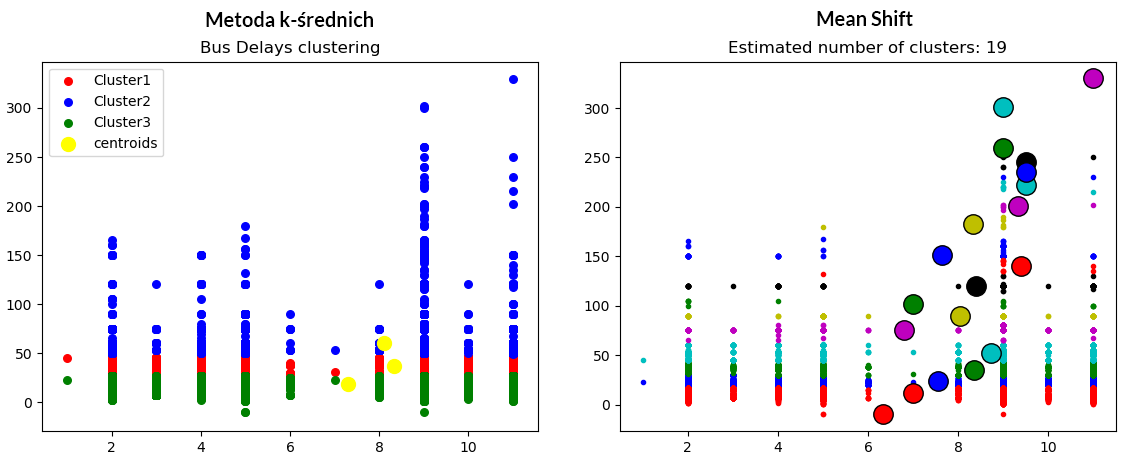 Metoda k-średnich
Bus Delays clustering
Cluster1
Cluster2
Cluster3
centroids
300
250
200
150
100
50
0
2 4 6 8 10
Mean Shift
Estimated number of clusters: 19
300
250
200
150
100
50
0
2 4 6 8 10